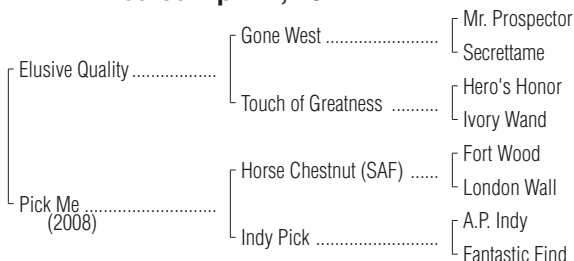 Mr. Prospector
Gone West
Secrettame
Elusive Quality
Hero's Honor
Touch of Greatness
Ivory Wand
Fort Wood
Horse Chestnut (SAF)
London Wall
Pick Me
(2008)
A.P. Indy
Indy Pick
Fantastic Find